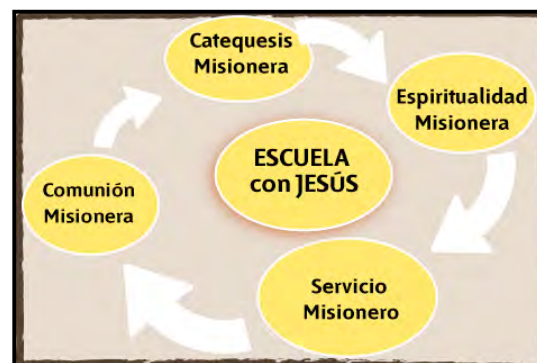 Catequesis
Misionera
Espiritualidad
Misionera
ESCUELA
con JESÚS
Comunión
Misionera
Servicio
Misionero